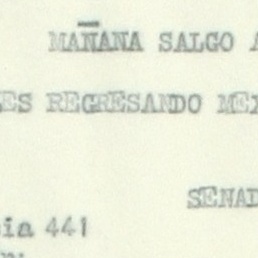 MAÑANA SALGO A
ES REGRESANDO MEX
SENAD
ia 441